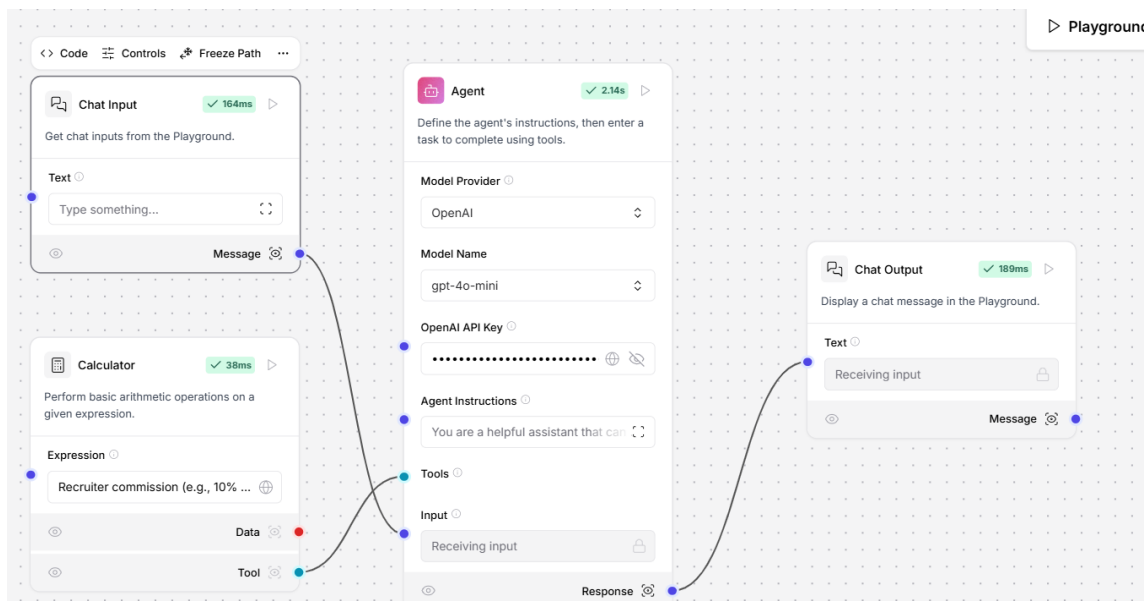 Playground
Code Controls Freeze Path ...
Chat Input 164ms
Get chat inputs from the Playground.
Text
Type something...
Message
Calculator 38ms
Perform basic arithmetic operations on a
given expression.
Expression
Recruiter commission (e.g., 10% ...
Data
Tool
Agent 2.14s
Define the agent's instructions, then enter a
task to complete using tools.
Model Provider
OpenAI
Model Name
gpt-4o-mini
OpenAI API Key
Agent Instructions
You are a helpful assistant that can
Tools
Input
Receiving input
Response
Chat Output 189ms
Display a chat message in the Playground.
Text
Receiving input
Message